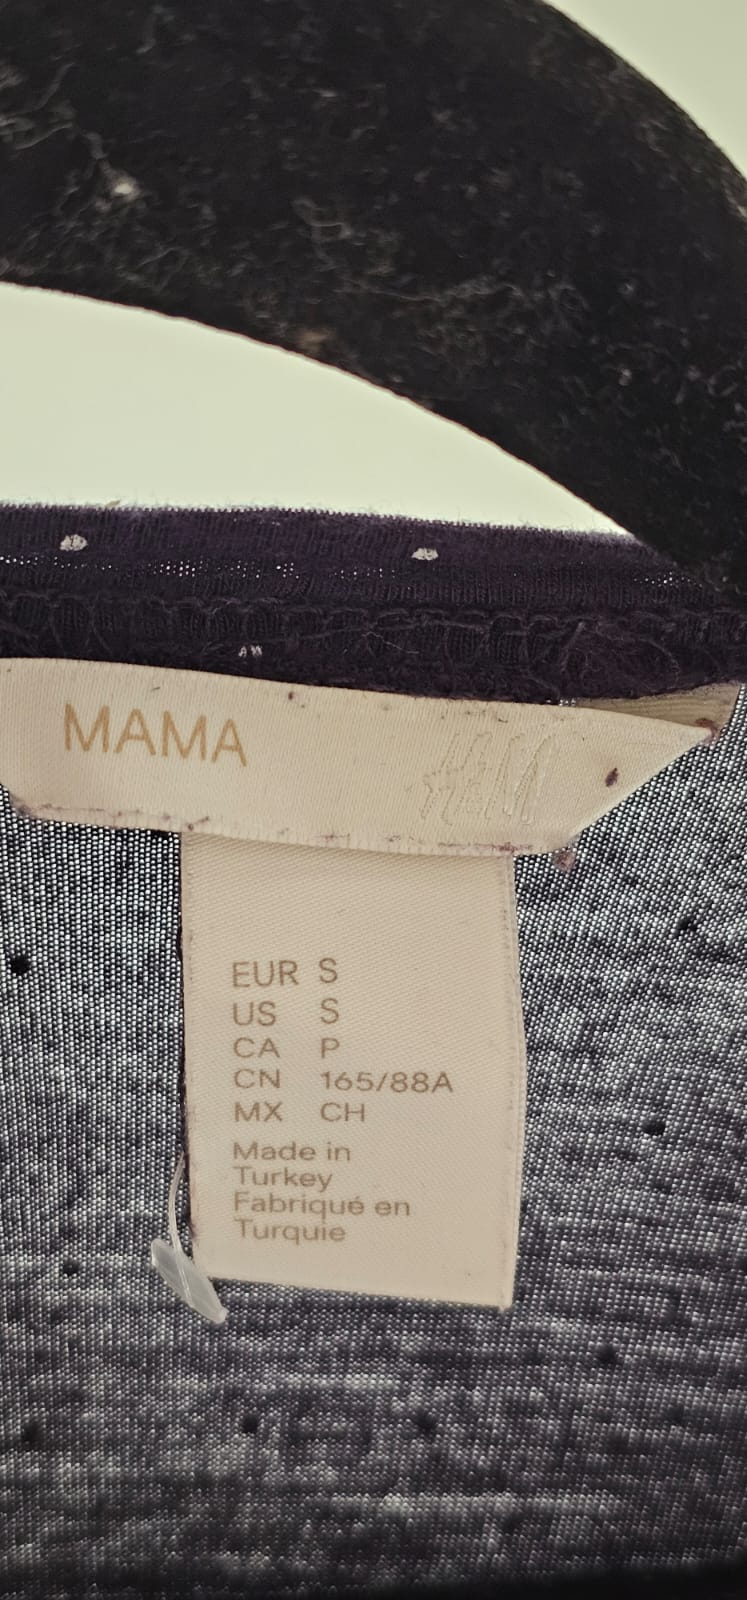 MAMA H&M
EUR S
US S
CA P
CN 165/88A
MX CH
Made in
Turkey
Fabriqué en
Turquie